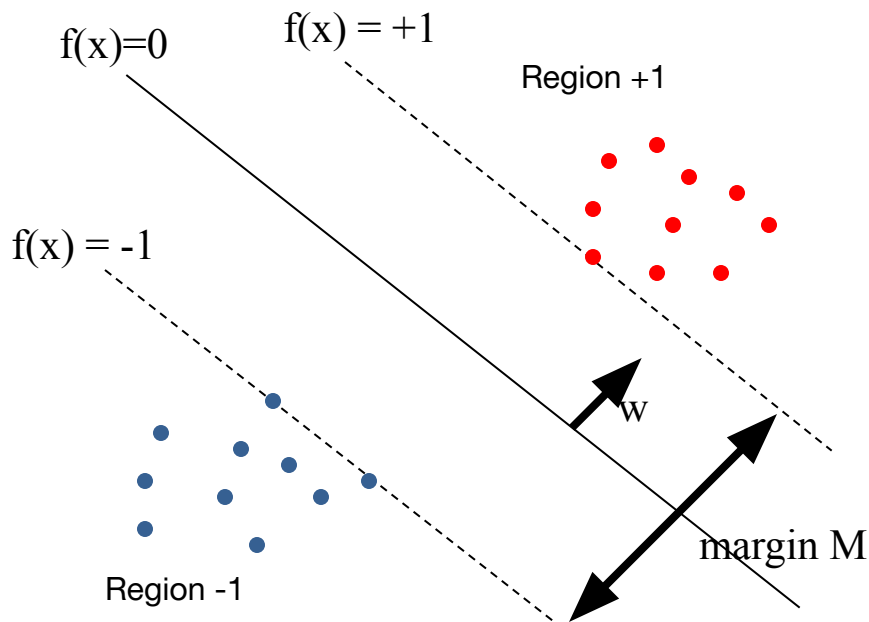 f(x)=0
f(x) = +1
Region +1
f(x) = -1
w
margin M
Region -1